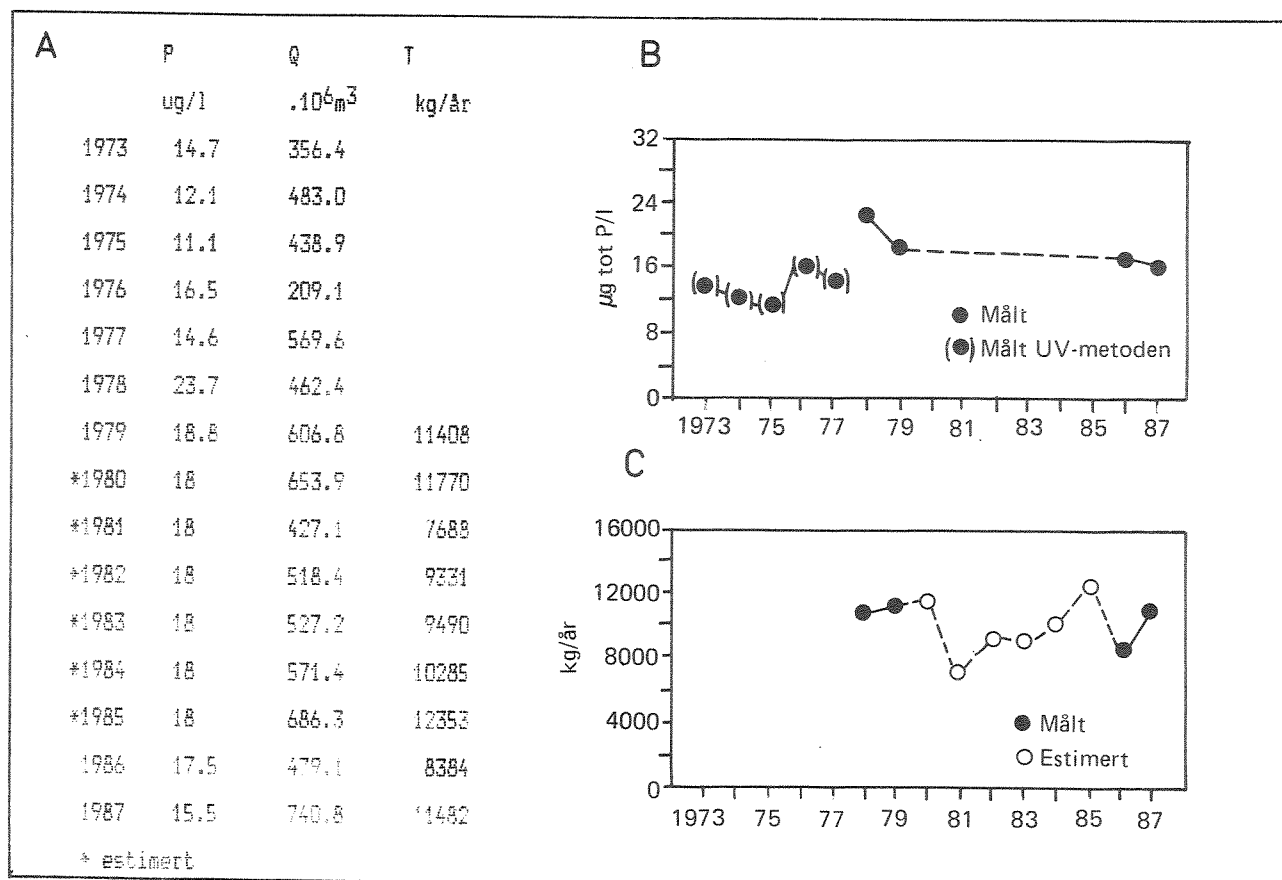 A
P Q T
ug/l .10⁶m³ kg/år
1973 14.7 356.4
1974 12.1 483.0
1975 11.1 438.9
1976 16.5 209.1
1977 14.6 569.6
1978 23.7 462.4
1979 18.8 606.8 11408
*1980 18 653.9 11770
*1981 18 427.1 7688
*1982 18 518.4 9331
*1983 18 527.2 9490
*1984 18 571.4 10285
*1985 18 686.3 12353
1986 17.5 479.1 8384
1987 15.5 740.8 11482
* estimert
B
µg tot P/l
32
24
16
8
0
Målt
( ) Målt UV-metoden
1973 75 77 79 81 83 85 87
C
kg/år
16000
12000
8000
4000
0
Målt
Estimert
1973 75 77 79 81 83 85 87